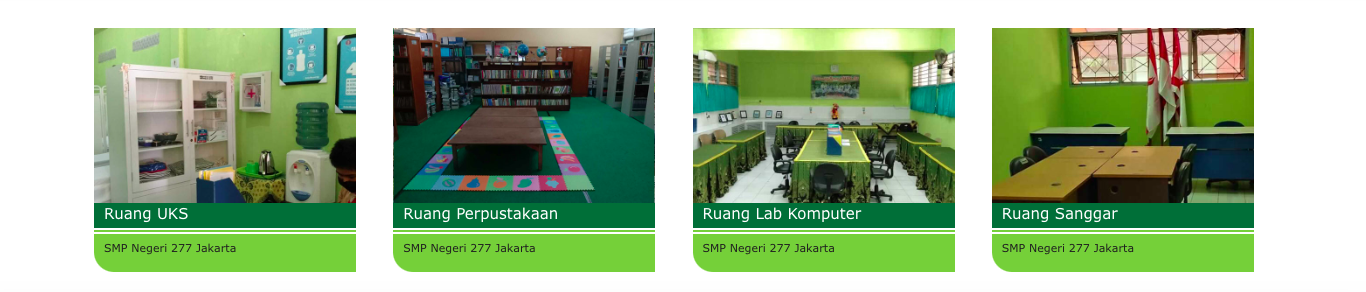 Ruang UKS
SMP Negeri 277 Jakarta
Ruang Perpustakaan
SMP Negeri 277 Jakarta
Ruang Lab Komputer
SMP Negeri 277 Jakarta
Ruang Sanggar
SMP Negeri 277 Jakarta